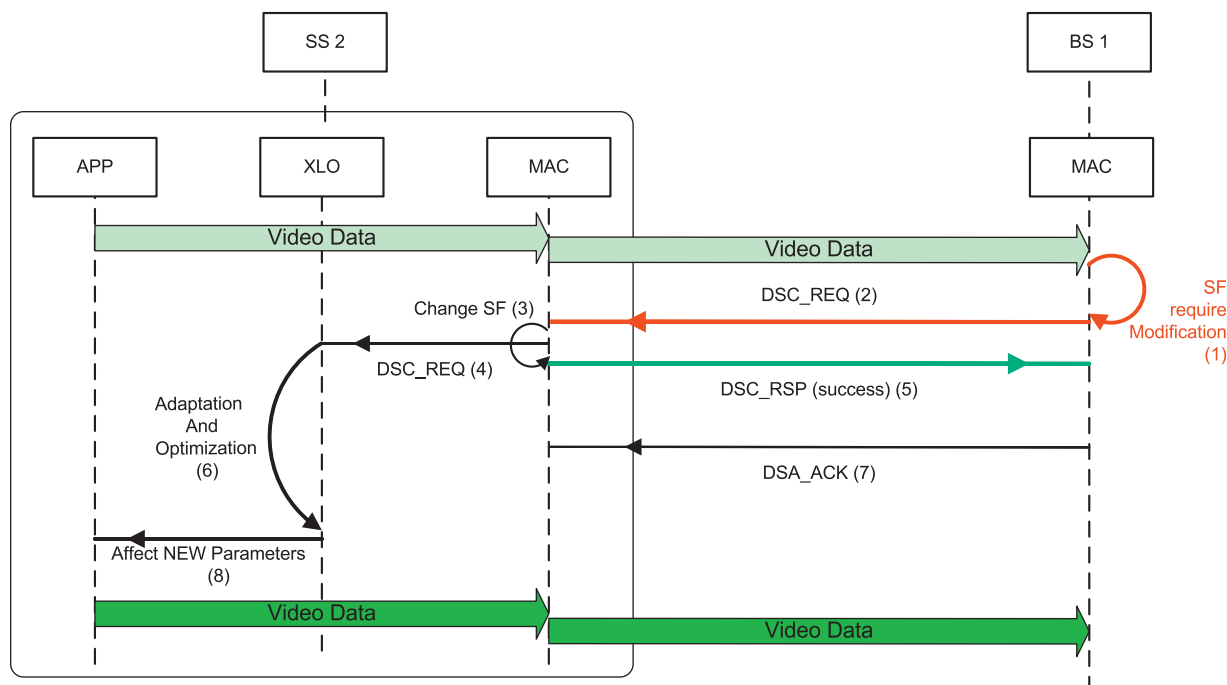 SS 2
BS 1
APP
XLO
MAC
MAC
Video Data
Video Data
SF
require
Modification
(1)
DSC_REQ (2)
Change SF (3)
DSC_REQ (4)
DSC_RSP (success) (5)
Adaptation
And
Optimization
(6)
DSA_ACK (7)
Affect NEW Parameters
(8)
Video Data
Video Data